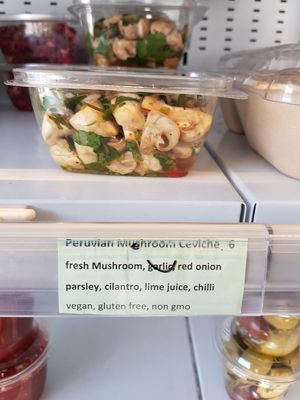 Peruvian Mushroom Ceviche 6
fresh Mushroom, garlic red onion
parsley, cilantro, lime juice, chilli
vegan, gluten free, non gmo